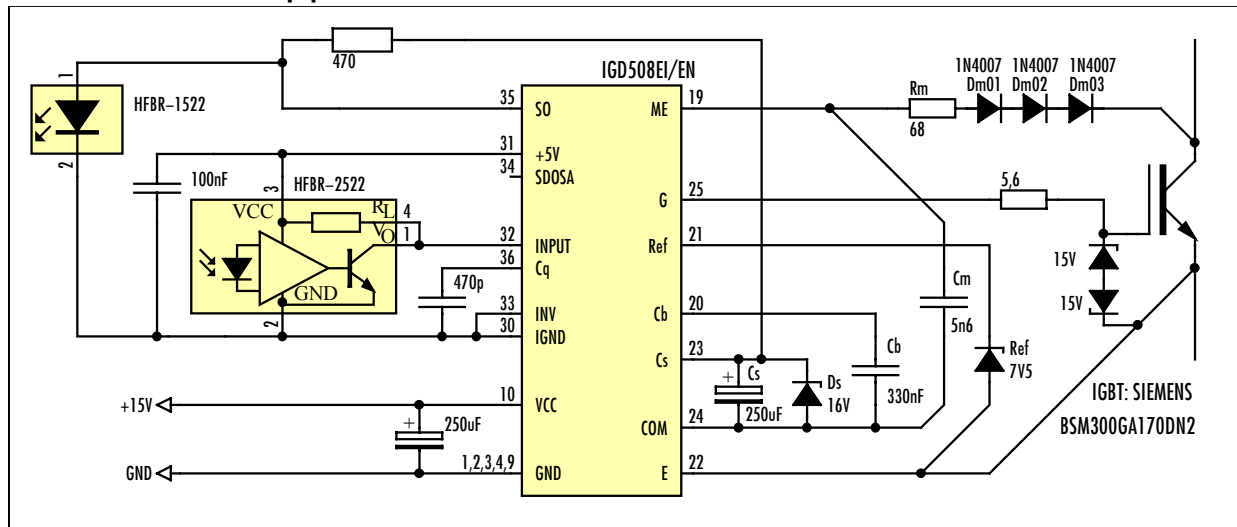 470
IGD508EI/EN
1
HFBR–1522
2
100nF
3
HFBR–2522
VCC
RL 4
VO 1
GND
2
470p
35 SO
31 +5V
34 SDOSA
32 INPUT
36 Cq
33 INV
30 IGND
10 VCC
1,2,3,4,9 GND
+15V
250uF
+
GND
ME 19
G 25
Ref 21
Cb 20
Cs 23
COM 24
E 22
Rm
68
1N4007 1N4007 1N4007
Dm01 Dm02 Dm03
5,6
15V
15V
Cm
5n6
Cb
330nF
+ Cs
250uF
Ds
16V
Ref
7V5
IGBT: SIEMENS
BSM300GA170DN2